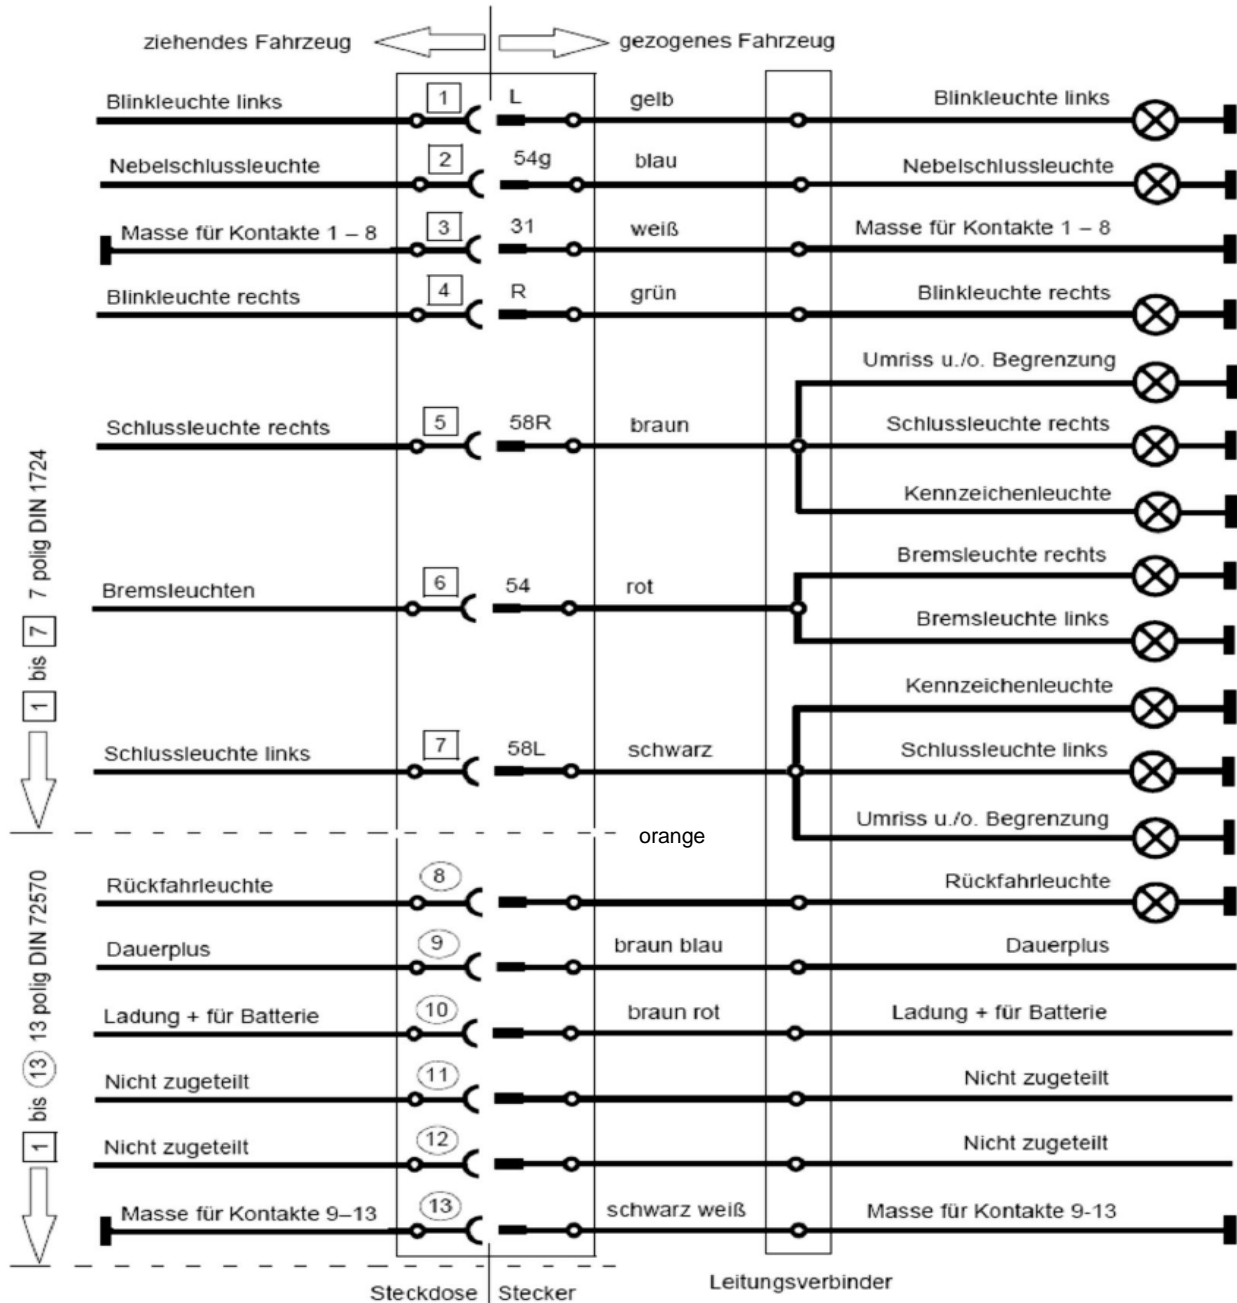 ziehendes Fahrzeug gezogenes Fahrzeug
Blinkleuchte links 1 L gelb Blinkleuchte links
Nebelschlussleuchte 2 54g blau Nebelschlussleuchte
Masse für Kontakte 1 – 8 3 31 weiß Masse für Kontakte 1 – 8
Blinkleuchte rechts 4 R grün Blinkleuchte rechts
Umriss u./o. Begrenzung
Schlussleuchte rechts 5 58R braun Schlussleuchte rechts
Kennzeichenleuchte
Bremsleuchte rechts
Bremsleuchten 6 54 rot
Bremsleuchte links
Kennzeichenleuchte
Schlussleuchte links 7 58L schwarz Schlussleuchte links
Umriss u./o. Begrenzung
1 bis 7 7 polig DIN 1724
orange
Rückfahrleuchte 8 Rückfahrleuchte
Dauerplus 9 braun blau Dauerplus
Ladung + für Batterie 10 braun rot Ladung + für Batterie
Nicht zugeteilt 11 Nicht zugeteilt
Nicht zugeteilt 12 Nicht zugeteilt
Masse für Kontakte 9–13 13 schwarz weiß Masse für Kontakte 9-13
1 bis 13 13 polig DIN 72570
Steckdose Stecker Leitungsverbinder